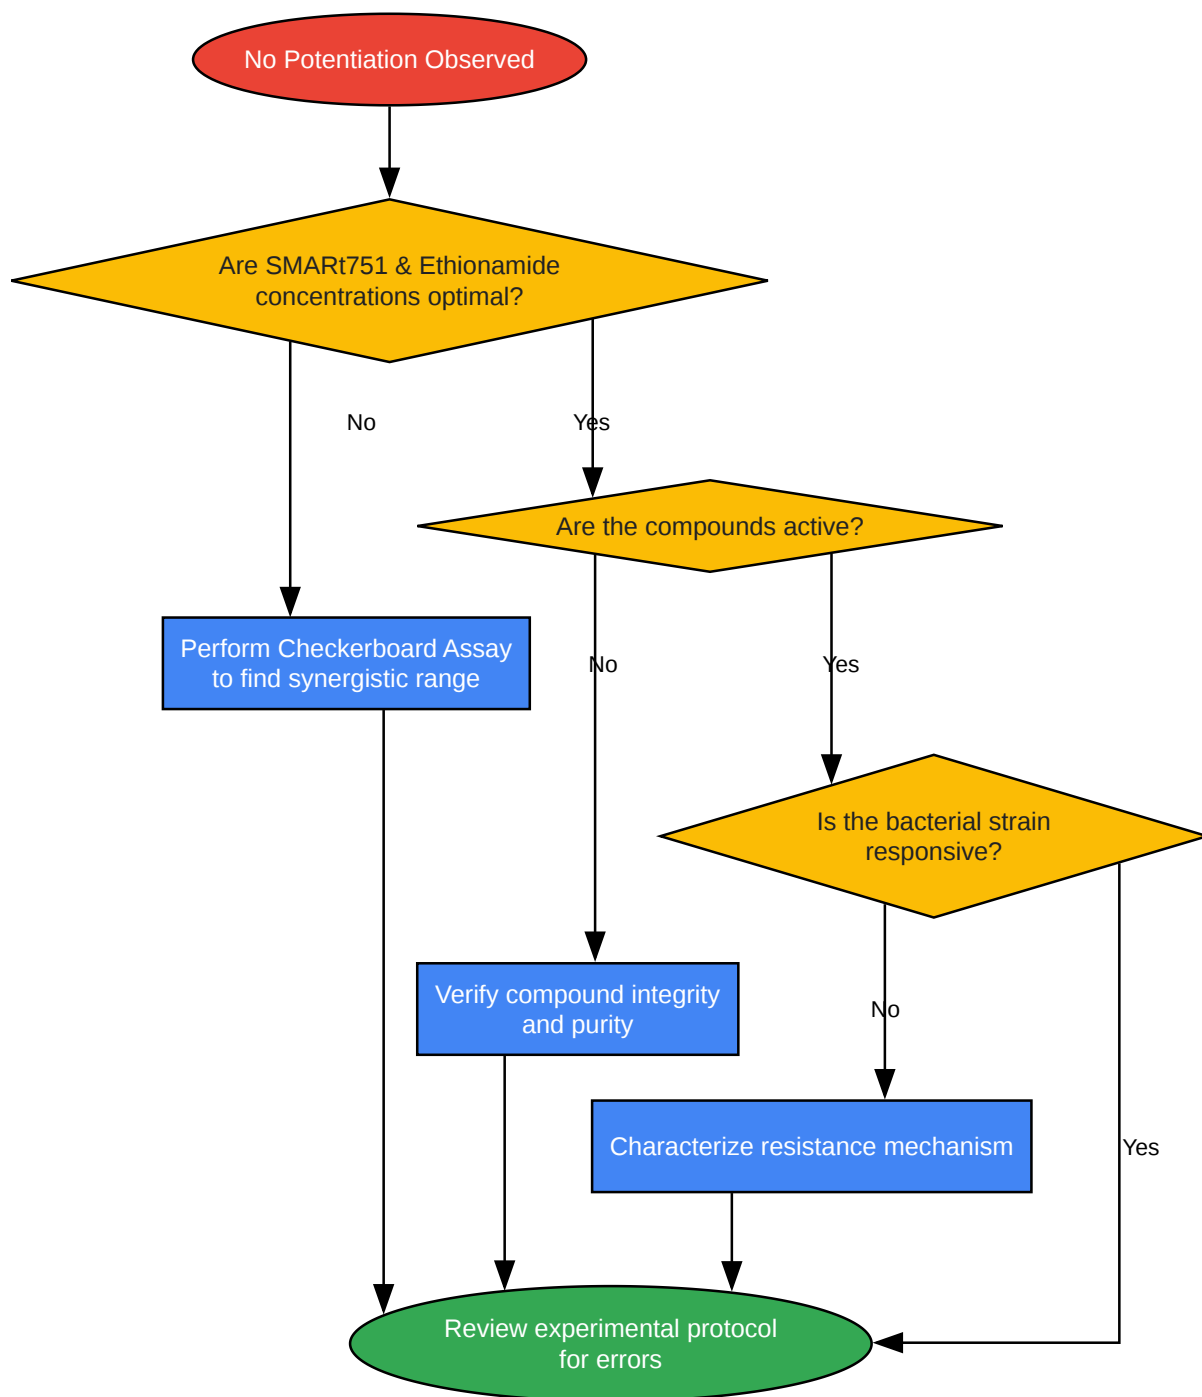 No Potentiation Observed
Are SMARt751 & Ethionamide
concentrations optimal?
No
Yes
Are the compounds active?
Perform Checkerboard Assay
to find synergistic range
No
Yes
Is the bacterial strain
responsive?
Verify compound integrity
and purity
No
Characterize resistance mechanism
Yes
Review experimental protocol
for errors